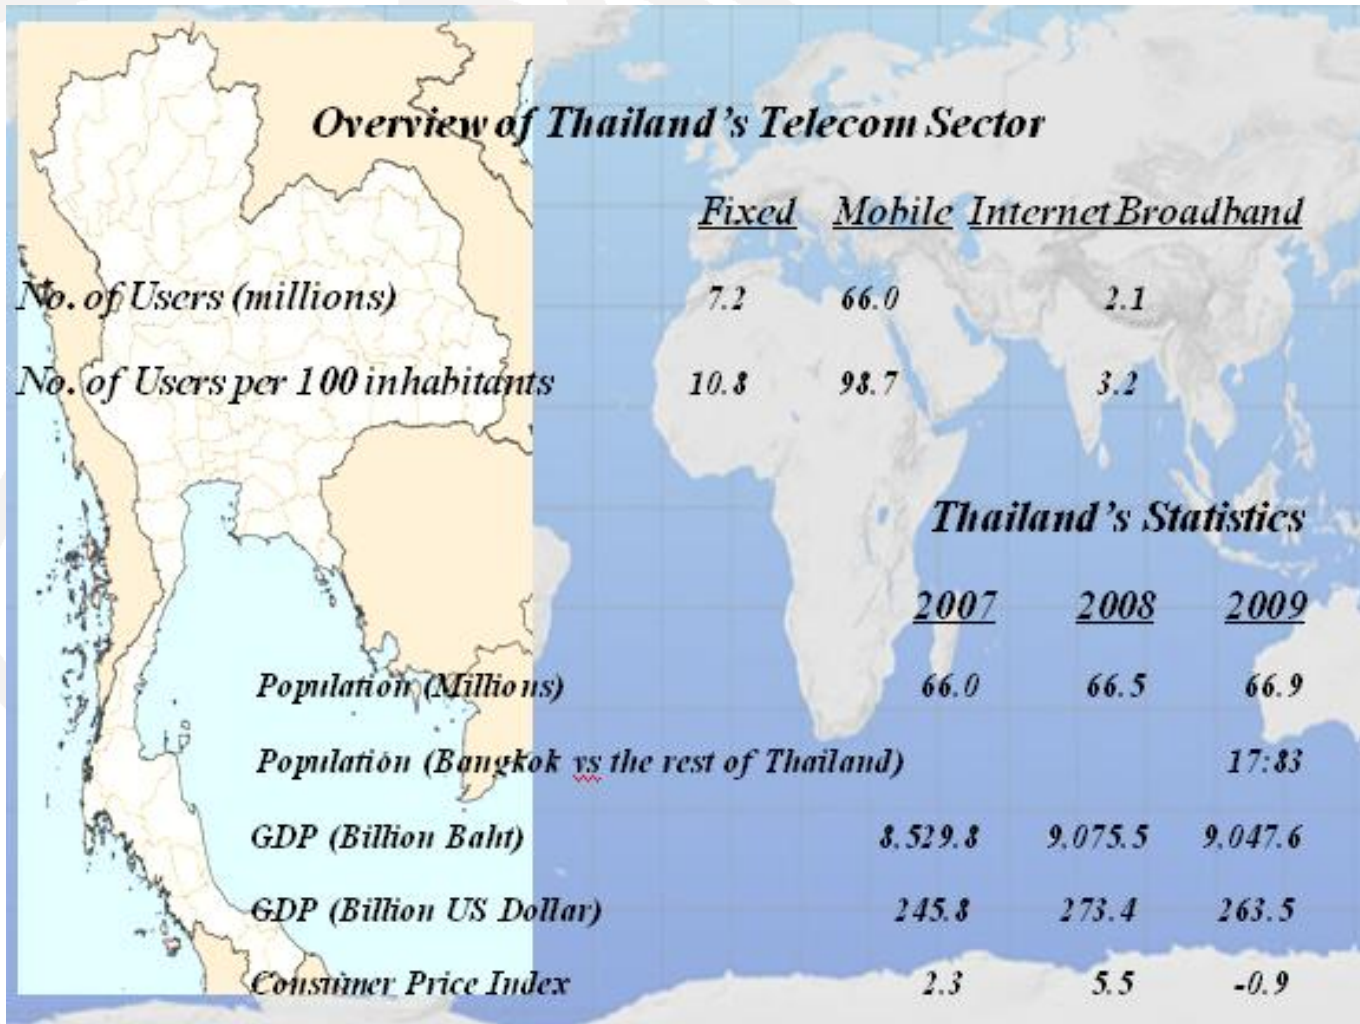 Overview of Thailand's Telecom Sector
Fixed Mobile Internet Broadband
No. of Users (millions) 7.2 66.0 2.1
No. of Users per 100 inhabitants 10.8 98.7 3.2
Thailand's Statistics
2007 2008 2009
Population (Millions) 66.0 66.5 66.9
Population (Bangkok vs the rest of Thailand) 17:83
GDP (Billion Baht) 8,529.8 9,075.5 9,047.6
GDP (Billion US Dollar) 245.8 273.4 263.5
Consumer Price Index 2.3 5.5 -0.9